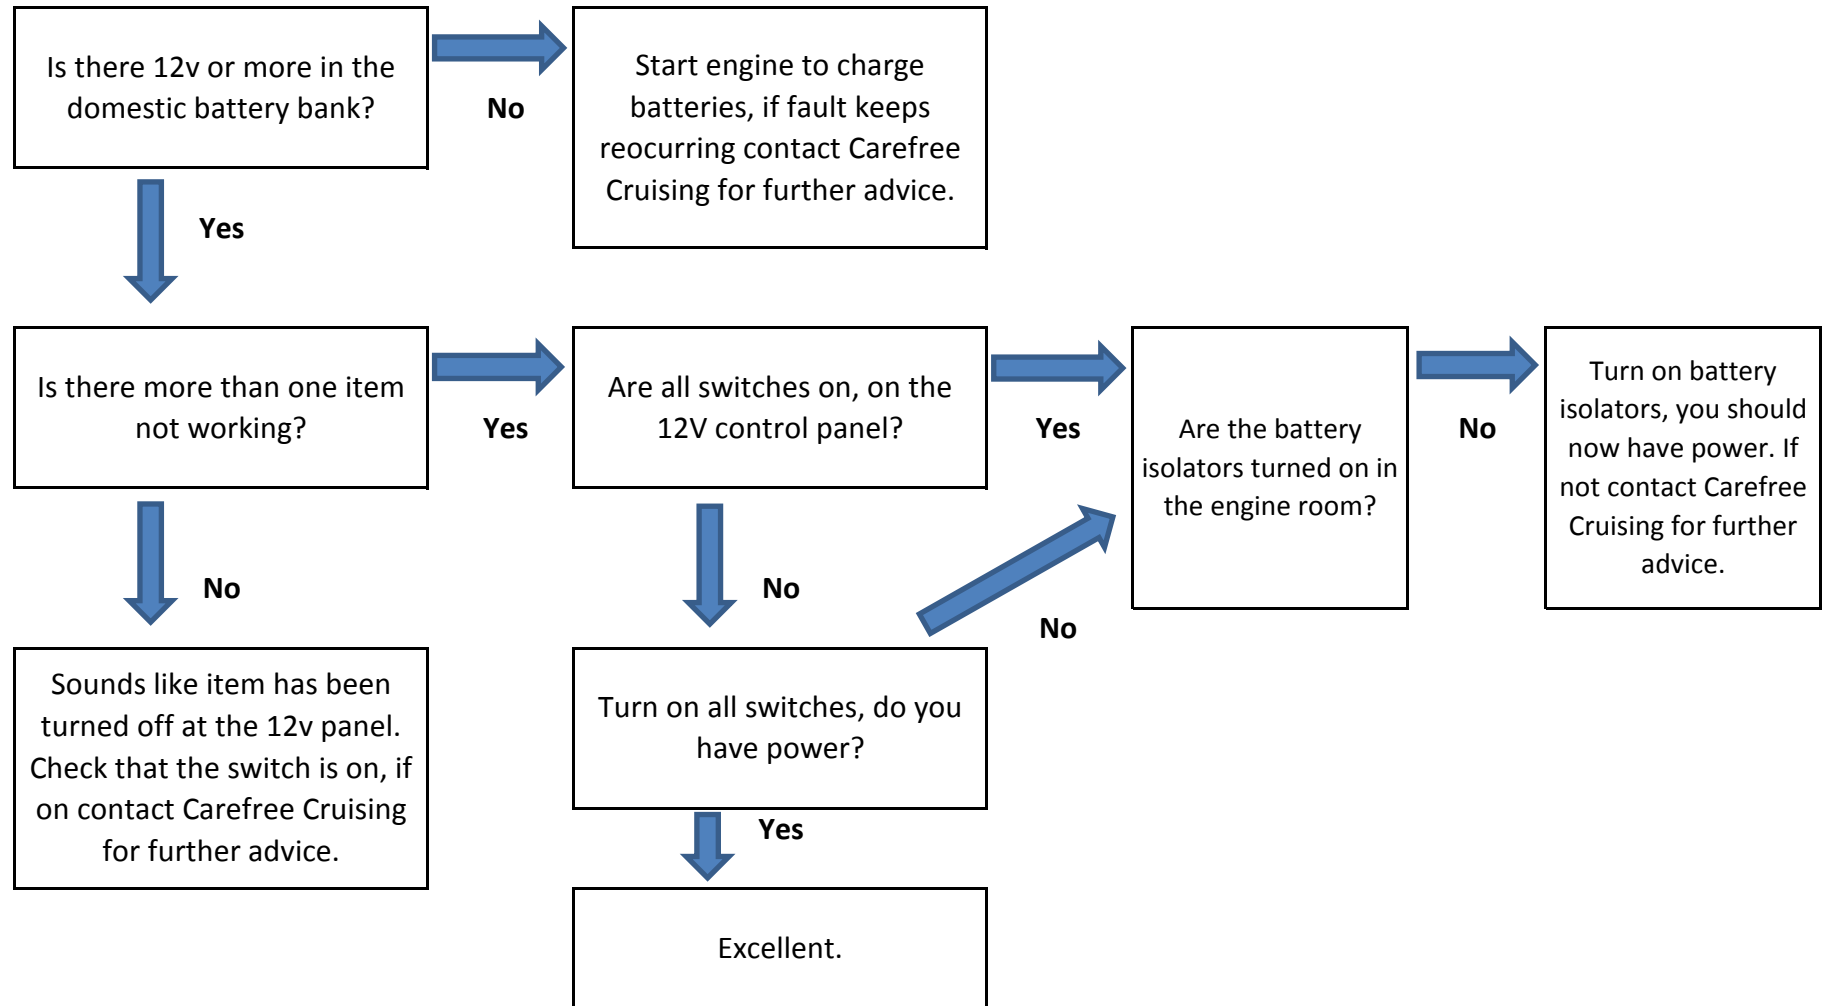 Is there 12v or more in the
domestic battery bank?
No
Start engine to charge
batteries, if fault keeps
reocurring contact Carefree
Cruising for further advice.
Yes
Is there more than one item
not working?
Yes
Are all switches on, on the
12V control panel?
Yes
Are the battery
isolators turned on in
the engine room?
No
Turn on battery
isolators, you should
now have power. If
not contact Carefree
Cruising for further
advice.
No
No
No
Sounds like item has been
turned off at the 12v panel.
Check that the switch is on, if
on contact Carefree Cruising
for further advice.
Turn on all switches, do you
have power?
Yes
Excellent.